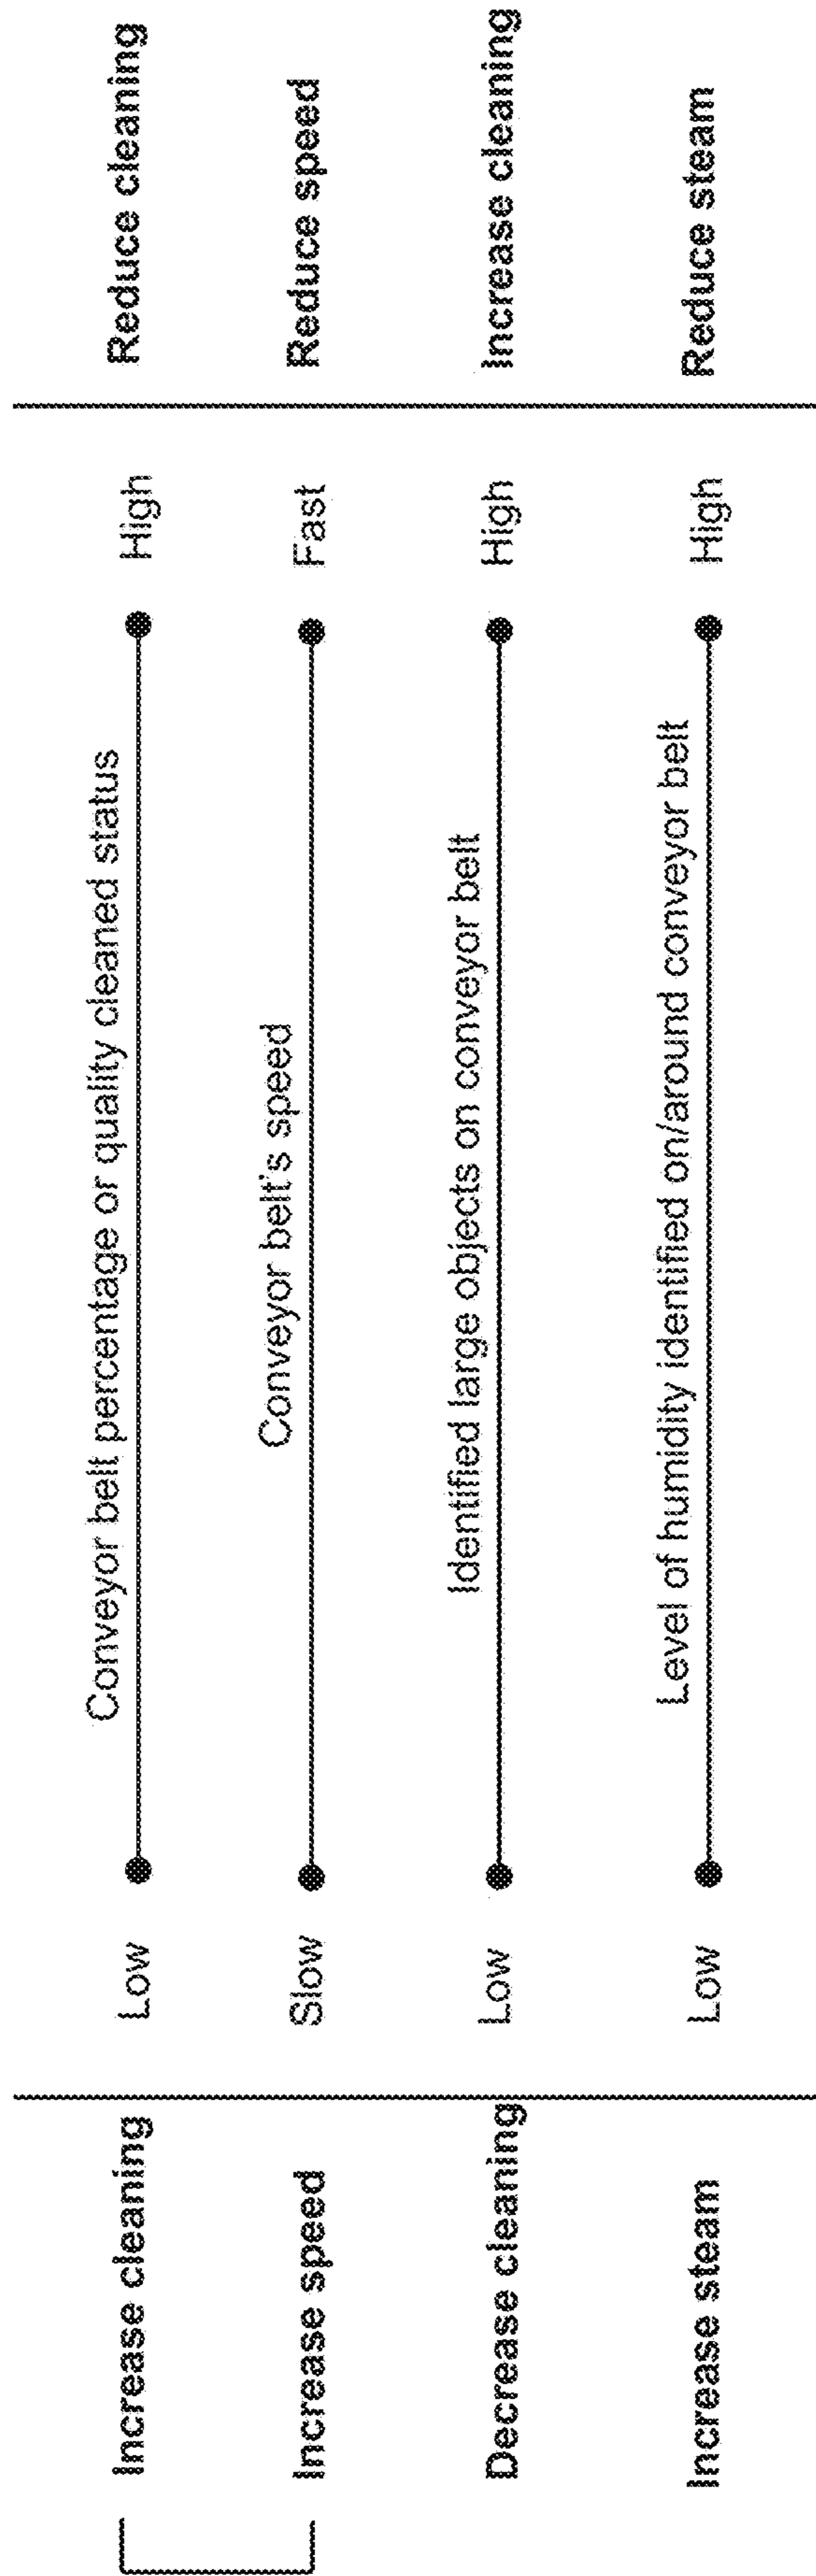 Increase cleaning
Low
Conveyor belt percentage or quality cleaned status
High
Reduce cleaning
Increase speed
Slow
Conveyor belt's speed
Fast
Reduce speed
Decrease cleaning
Low
Identified large objects on conveyor belt
High
Increase cleaning
Increase steam
Low
Level of humidity identified on/around conveyor belt
High
Reduce steam